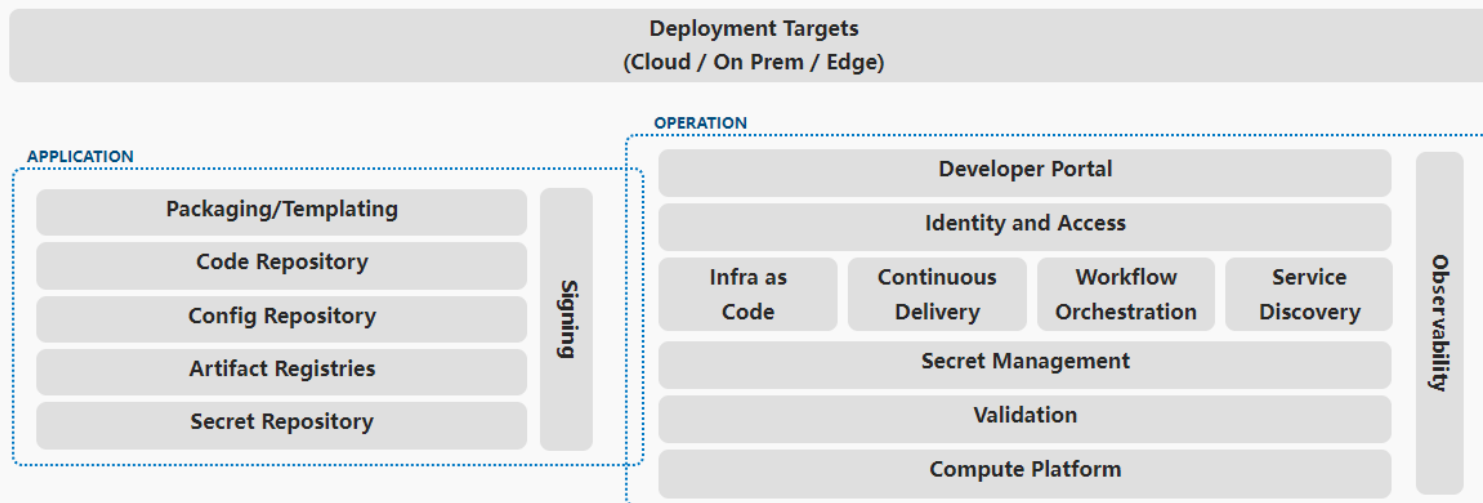 Deployment Targets
(Cloud / On Prem / Edge)
APPLICATION
Packaging/Templating
Code Repository
Config Repository
Artifact Registries
Secret Repository
Signing
OPERATION
Developer Portal
Identity and Access
Infra as
Code
Continuous
Delivery
Workflow
Orchestration
Service
Discovery
Secret Management
Validation
Compute Platform
Observability